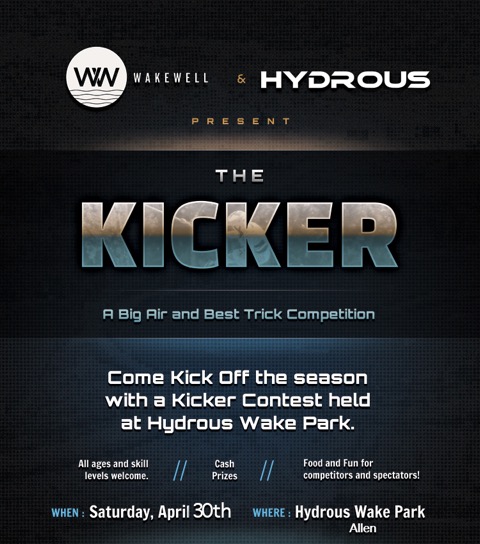 WW WAKEWELL & HYDROUS
PRESENT
THE
KICKER
A Big Air and Best Trick Competition
Come Kick Off the season
with a Kicker Contest held
at Hydrous Wake Park.
All ages and skill
levels welcome.
//
Cash
Prizes
//
Food and Fun for
competitors and spectators!
WHEN : Saturday, April 30th
WHERE : Hydrous Wake Park
Allen